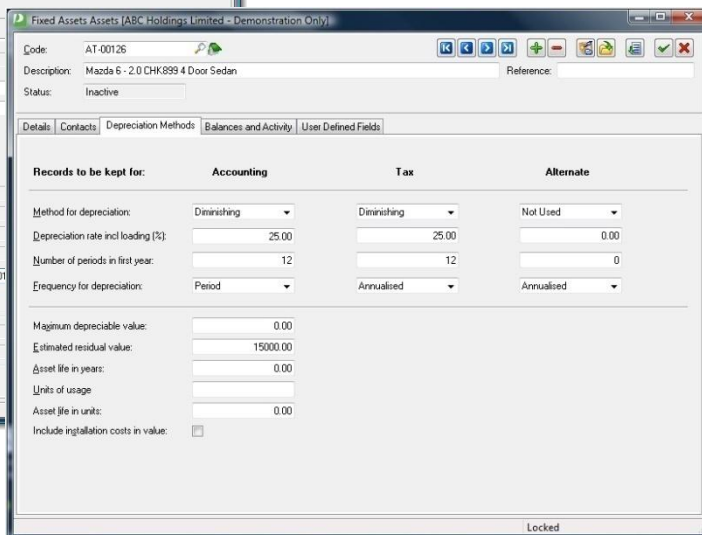 Fixed Assets Assets [ABC Holdings Limited - Demonstration Only]
Code: AT-00126
Description: Mazda 6 - 2.0 CHK899 4 Door Sedan Reference:
Status: Inactive
Details Contacts Depreciation Methods Balances and Activity User Defined Fields
Records to be kept for: Accounting Tax Alternate
Method for depreciation: Diminishing Diminishing Not Used
Depreciation rate incl loading (%): 25.00 25.00 0.00
Number of periods in first year: 12 12 0
Frequency for depreciation: Period Annualised Annualised
Maximum depreciable value: 0.00
Estimated residual value: 15000.00
Asset life in years: 0.00
Units of usage
Asset life in units: 0.00
Include installation costs in value:
Locked